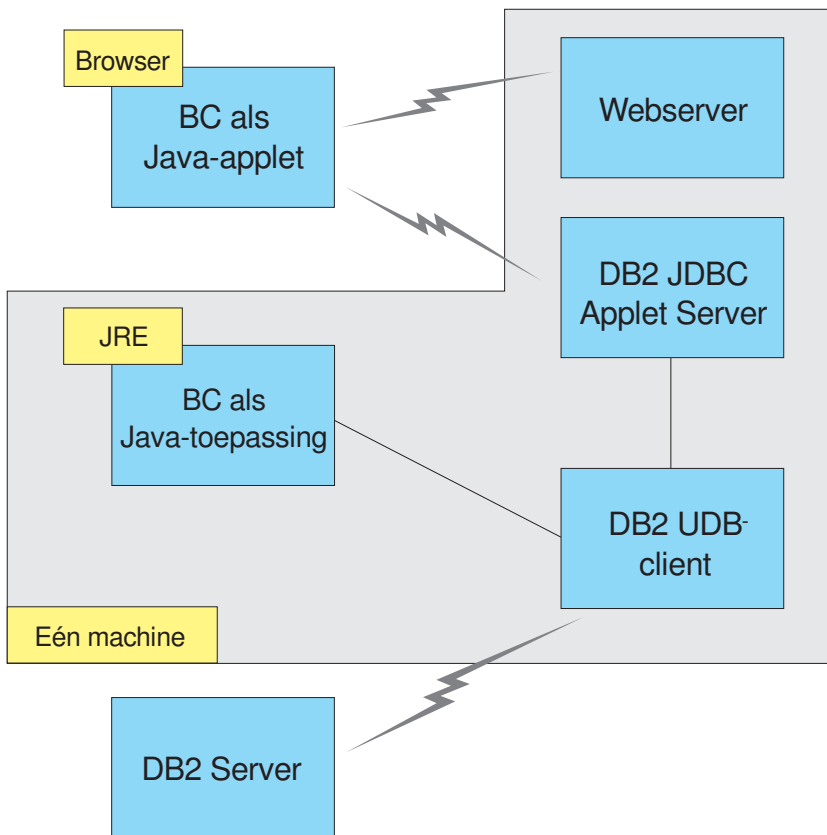 Browser
BC als
Java-applet
Webserver
DB2 JDBC
Applet Server
JRE
BC als
Java-toepassing
DB2 UDB-
client
Eén machine
DB2 Server